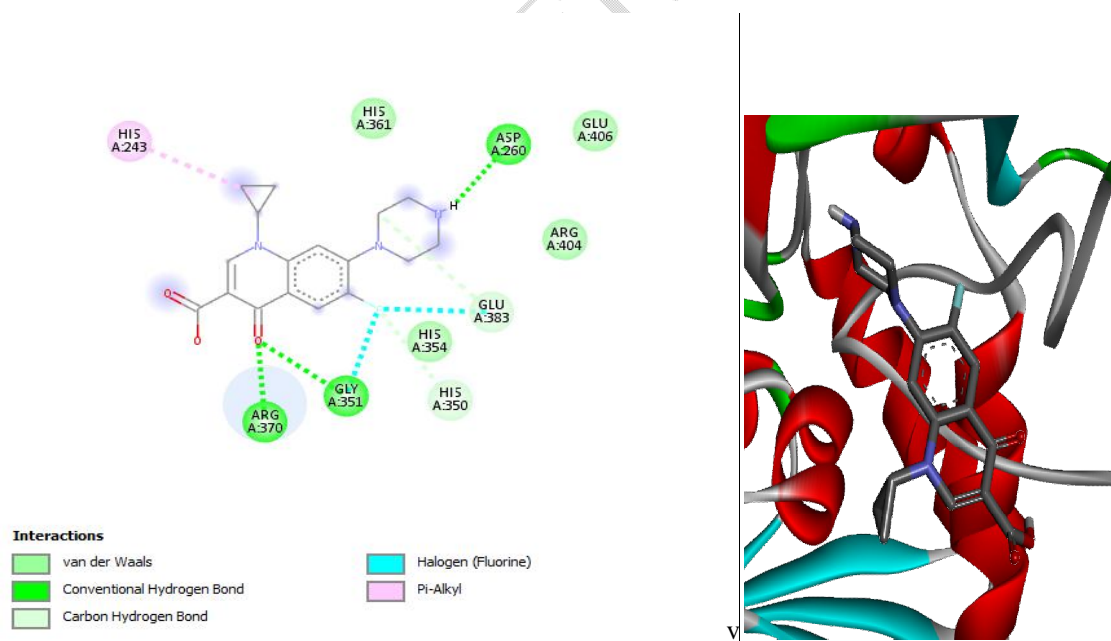 HIS
A:361
ASP
A:260
GLU
A:406
HIS
A:243
H
N
ARG
A:404
N
N
O
GLU
A:383
HIS
A:354
O
O
GLY
A:351
HIS
A:350
ARG
A:370
Interactions
van der Waals
Conventional Hydrogen Bond
Carbon Hydrogen Bond
Halogen (Fluorine)
Pi-Alkyl
v